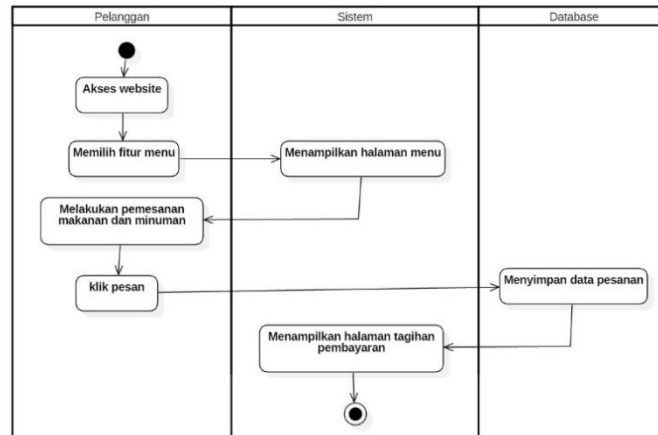 Pelanggan
Sistem
Database
Akses website
Memilih fitur menu
Menampilkan halaman menu
Melakukan pemesanan
makanan dan minuman
klik pesan
Menyimpan data pesanan
Menampilkan halaman tagihan
pembayaran